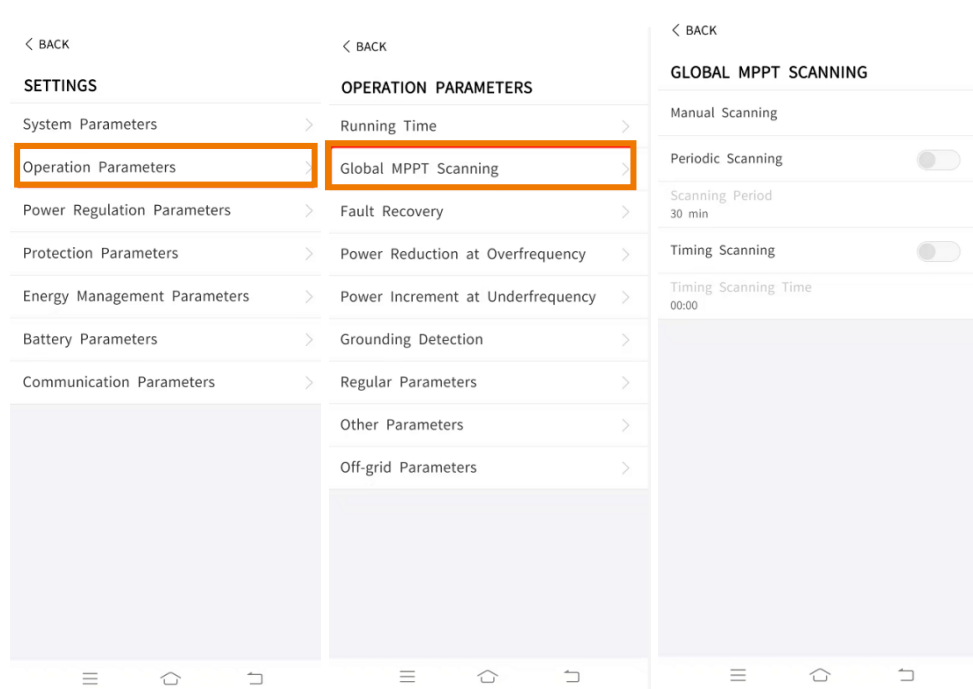 BACK
SETTINGS
System Parameters
Operation Parameters
Power Regulation Parameters
Protection Parameters
Energy Management Parameters
Battery Parameters
Communication Parameters
BACK
OPERATION PARAMETERS
Running Time
Global MPPT Scanning
Fault Recovery
Power Reduction at Overfrequency
Power Increment at Underfrequency
Grounding Detection
Regular Parameters
Other Parameters
Off-grid Parameters
BACK
GLOBAL MPPT SCANNING
Manual Scanning
Periodic Scanning
Scanning Period
30 min
Timing Scanning
Timing Scanning Time
00:00